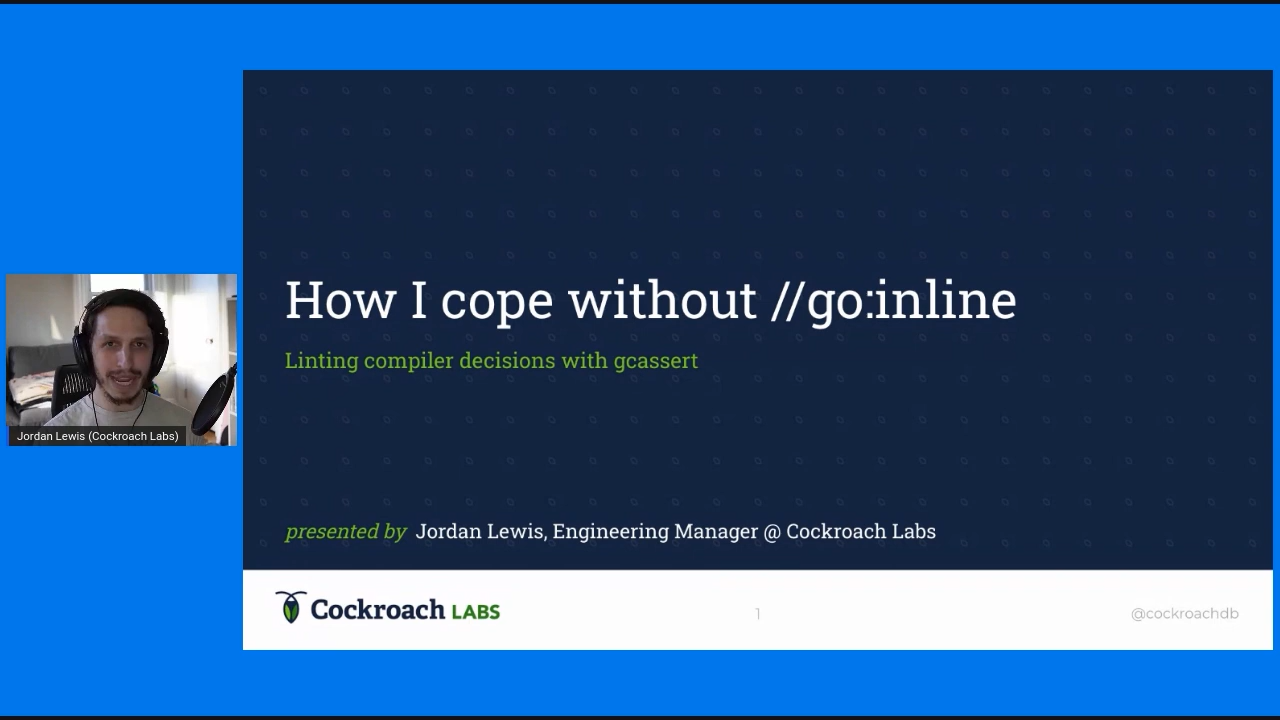 How I cope without //go:inline
Linting compiler decisions with gcassert
Jordan Lewis (Cockroach Labs)
presented by Jordan Lewis, Engineering Manager @ Cockroach Labs
Cockroach LABS
1
@cockroachdb